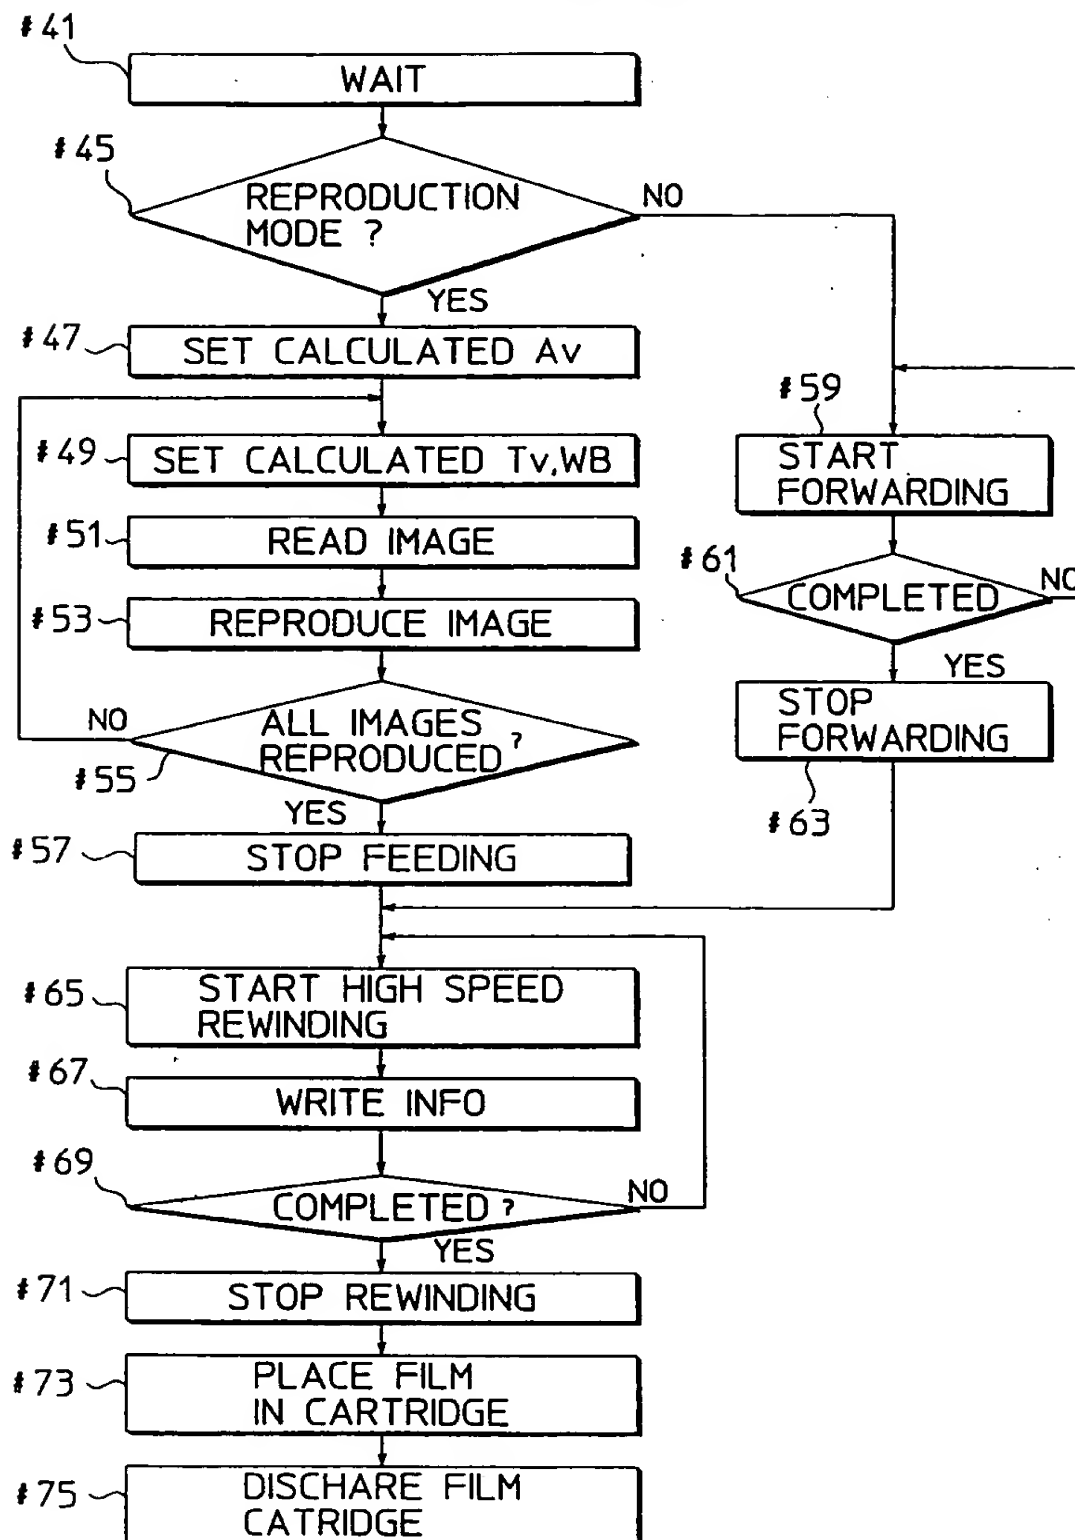 #41
WAIT
#45
REPRODUCTION
MODE ?
NO
YES
#47
SET CALCULATED Av
#49
SET CALCULATED Tv,WB
#51
READ IMAGE
#53
REPRODUCE IMAGE
NO
ALL IMAGES
REPRODUCED ?
#55
YES
#57
STOP FEEDING
#59
START
FORWARDING
#61
COMPLETED
NO
YES
STOP
FORWARDING
#63
#65
START HIGH SPEED
REWINDING
#67
WRITE INFO
#69
COMPLETED ?
NO
YES
#71
STOP REWINDING
#73
PLACE FILM
IN CARTRIDGE
#75
DISCHARE FILM
CATRIDGE